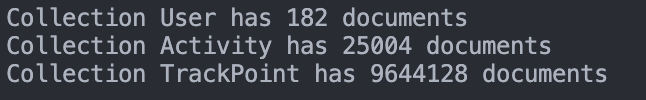 Collection User has 182 documents
Collection Activity has 25004 documents
Collection TrackPoint has 9644128 documents